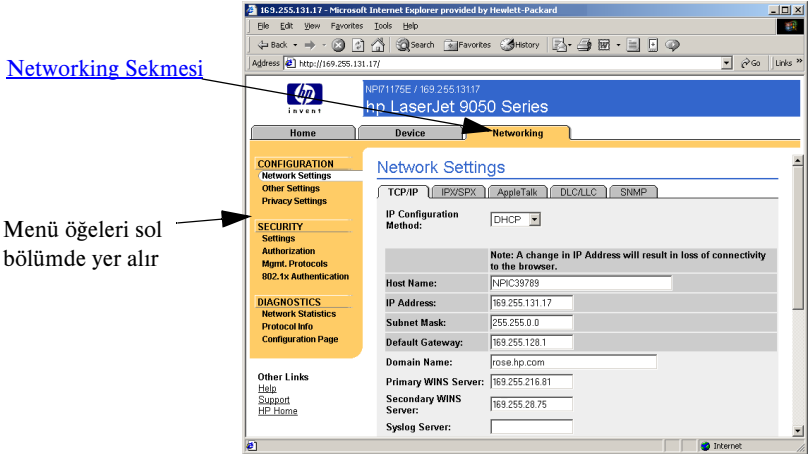 169.255.131.17 - Microsoft Internet Explorer provided by Hewlett-Packard
File Edit View Favorites Tools Help
Back Search Favorites History
Address http://169.255.131.17/ Go Links »
Networking Sekmesi
hp
invent
NPI71175E / 169.255.131.17
hp LaserJet 9050 Series
Home Device Networking
CONFIGURATION
Network Settings
Other Settings
Privacy Settings
SECURITY
Settings
Authorization
Mgmt. Protocols
802.1x Authentication
DIAGNOSTICS
Network Statistics
Protocol Info
Configuration Page
Other Links
Help
Support
HP Home
Menü öğeleri sol
bölümde yer alır
Network Settings
TCP/IP IPX/SPX AppleTalk DLC/LLC SNMP
IP Configuration
Method: DHCP
Note: A change in IP Address will result in loss of connectivity
to the browser.
Host Name: NPIC39789
IP Address: 169.255.131.17
Subnet Mask: 255.255.0.0
Default Gateway: 169.255.128.1
Domain Name: rose.hp.com
Primary WINS Server: 169.255.216.81
Secondary WINS
Server: 169.255.28.75
Syslog Server:
Internet